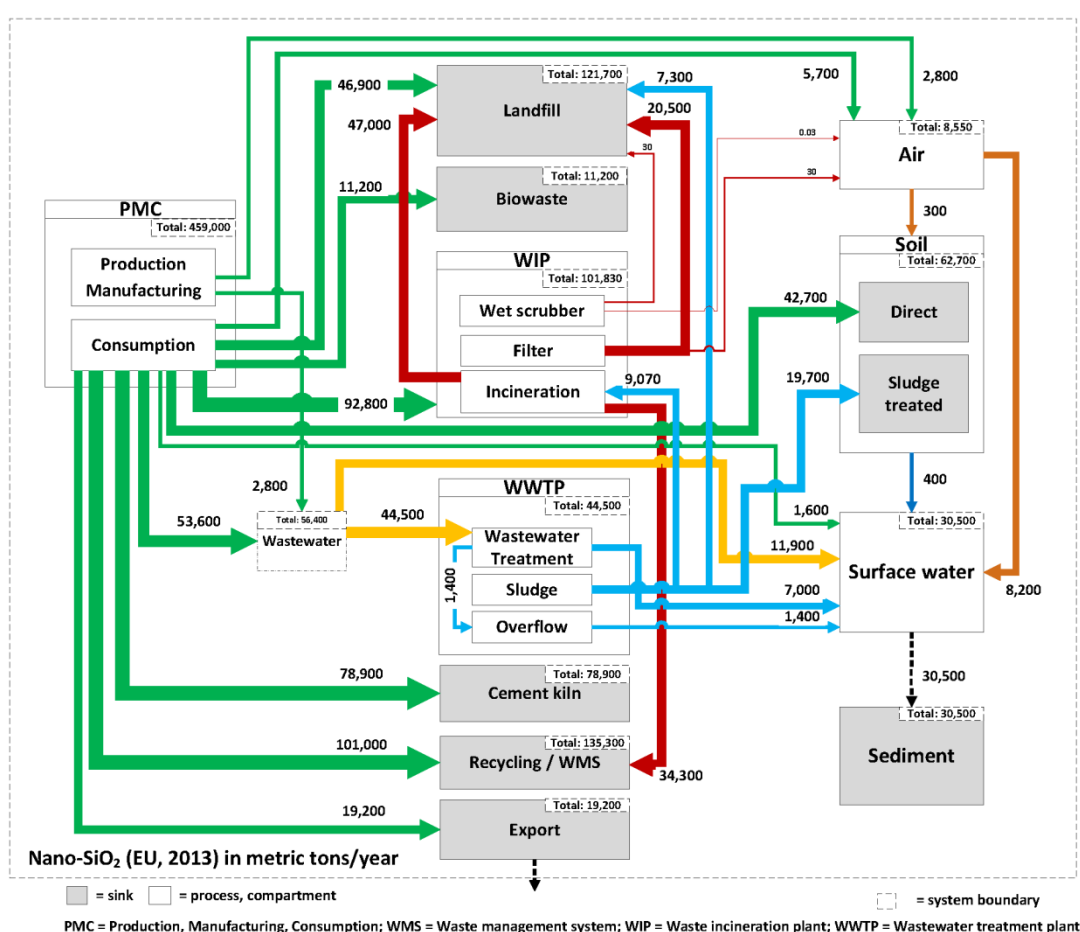 Total: 121,700
7,300
5,700
2,800
46,900
Landfill
20,500
47,000
Total: 8,550
0.03
30
Air
Total: 11,200
30
11,200
Biowaste
PMC
300
Total: 459,000
Soil
WIP
Total: 62,700
Production
Manufacturing
Total: 101,830
42,700
Wet scrubber
Direct
Consumption
Filter
Incineration
9,070
19,700
Sludge
treated
92,800
2,800
WWTP
400
Total: 44,500
1,600
53,600
Total: 56,400
Wastewater
44,500
Wastewater
Treatment
Total: 30,500
11,900
Surface water
1,400
Sludge
7,000
8,200
Overflow
1,400
78,900
Total: 78,900
Cement kiln
30,500
101,000
Total: 135,300
Recycling / WMS
34,300
Total: 30,500
Sediment
19,200
Total: 19,200
Export
Nano-SiO₂ (EU, 2013) in metric tons/year
= sink
= process, compartment
= system boundary
PMC = Production, Manufacturing, Consumption; WMS = Waste management system; WIP = Waste incineration plant; WWTP = Wastewater treatment plant